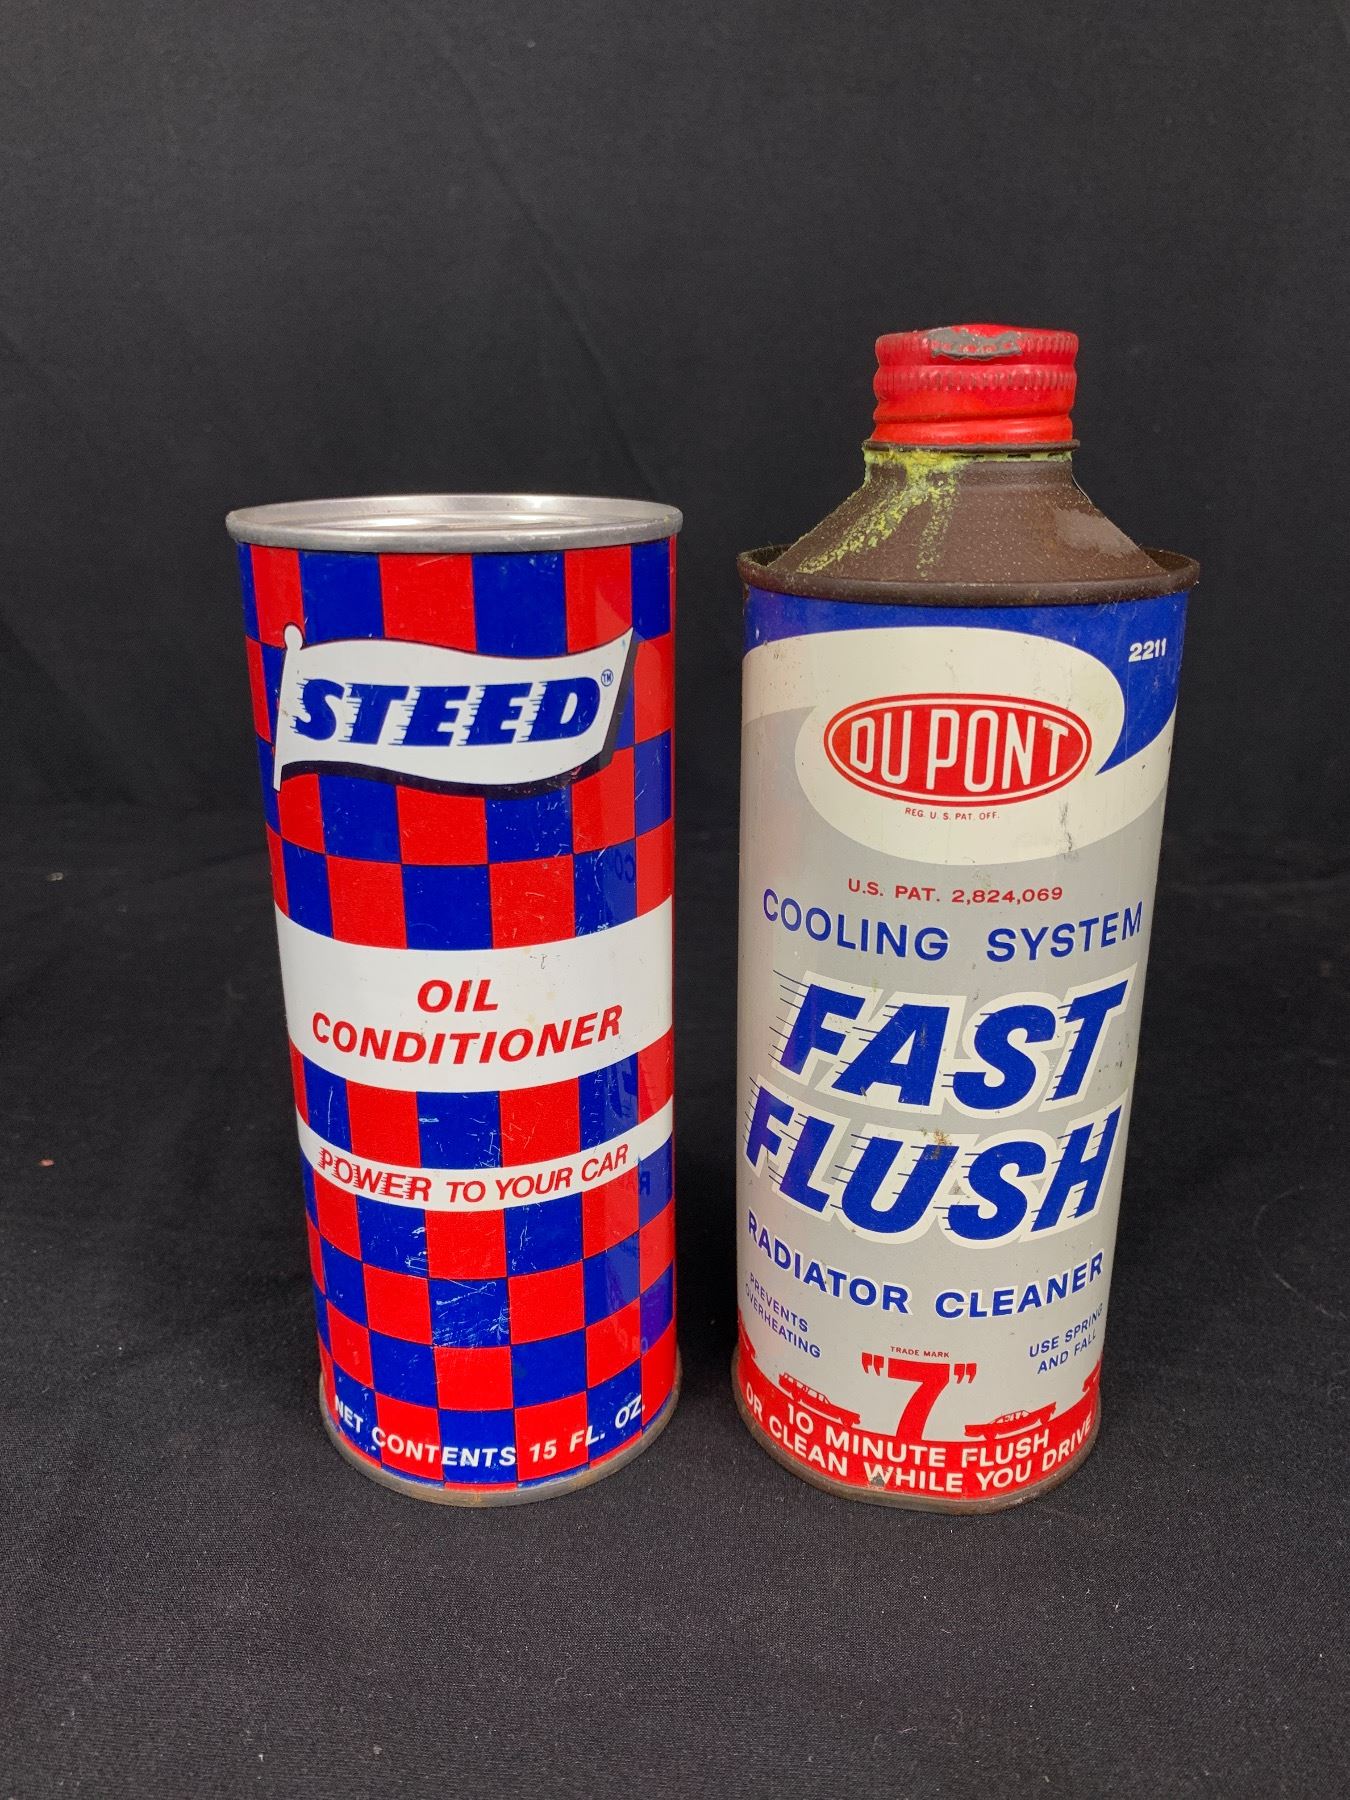 STEED™
OIL
CONDITIONER
POWER TO YOUR CAR
NET CONTENTS 15 FL. OZ.
2211
DU PONT
REG. U.S. PAT. OFF.
U.S. PAT. 2,824,069
COOLING SYSTEM
FAST
FLUSH
RADIATOR CLEANER
PREVENTS
OVERHEATING
USE SPRING
AND FALL
TRADE MARK
"7"
10 MINUTE FLUSH
OR CLEAN WHILE YOU DRIVE